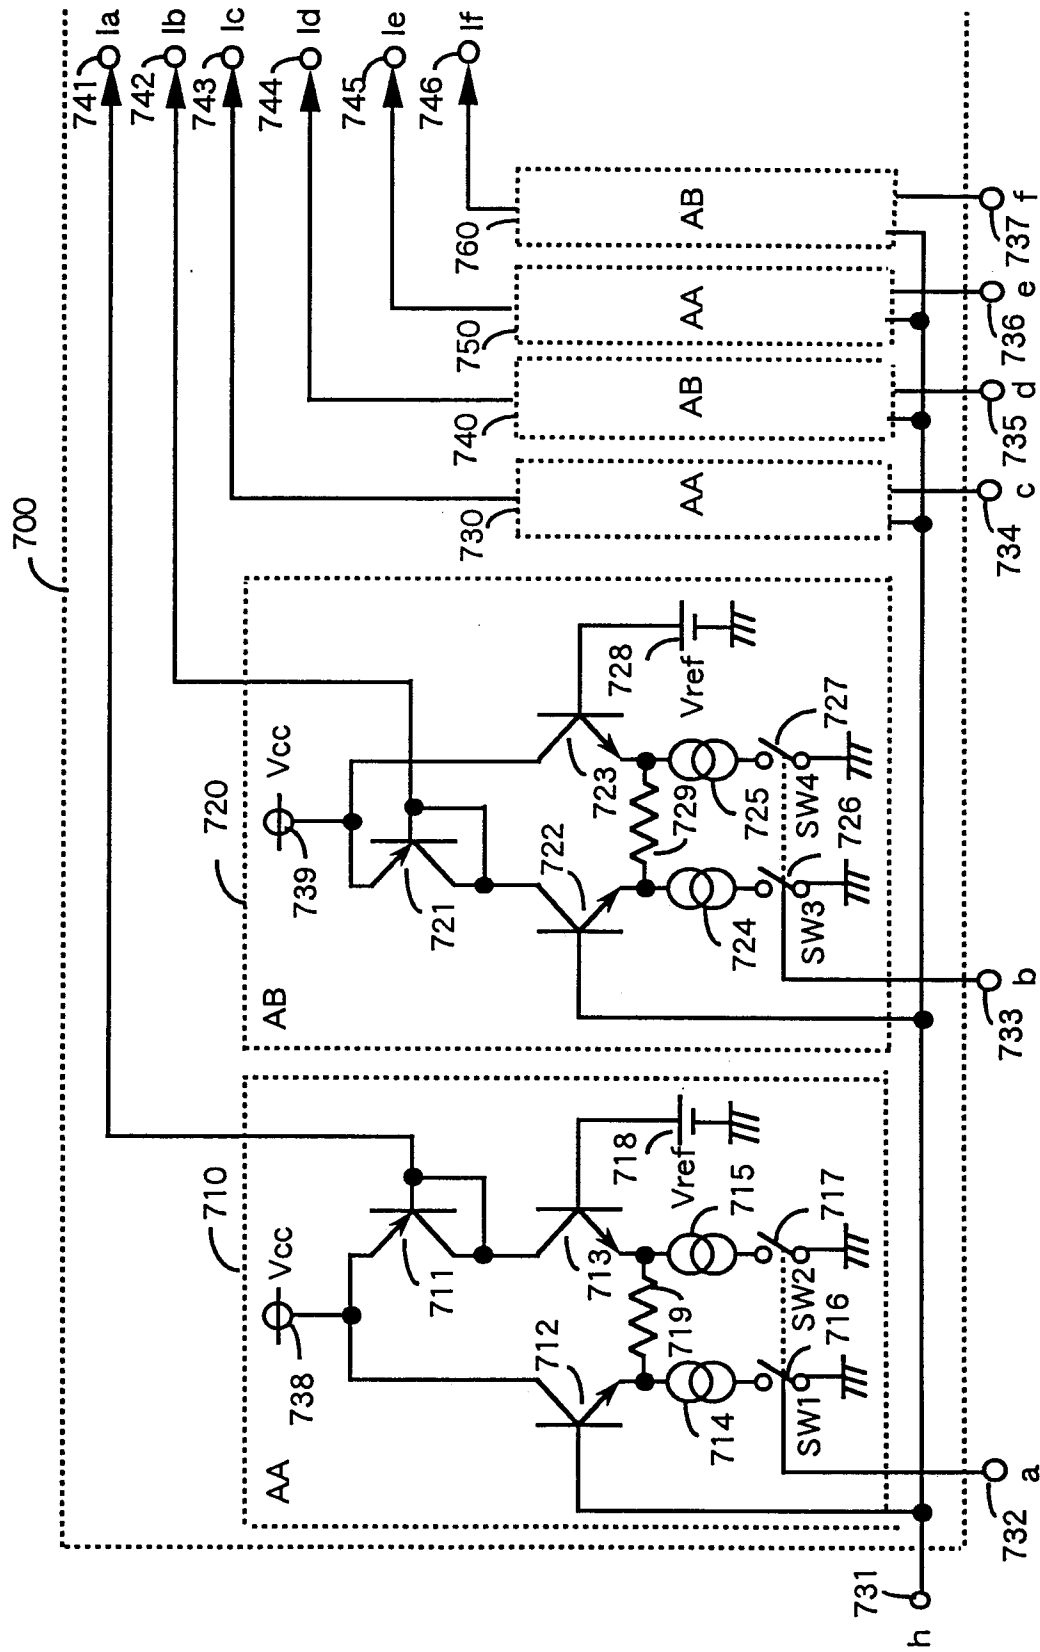 700
741 Ia
742 Ib
743 Ic
744 Id
745 Ie
746 If
710
AA
738
Vcc
711
712
713
719
714
715
718
Vref
SW1
716
SW2
717
720
AB
739
Vcc
721
722
723
729
724
725
728
Vref
SW3
726
SW4
727
730
AA
740
AB
750
AA
760
AB
h
731
732
a
733
b
734
c
735
d
736
e
737
f